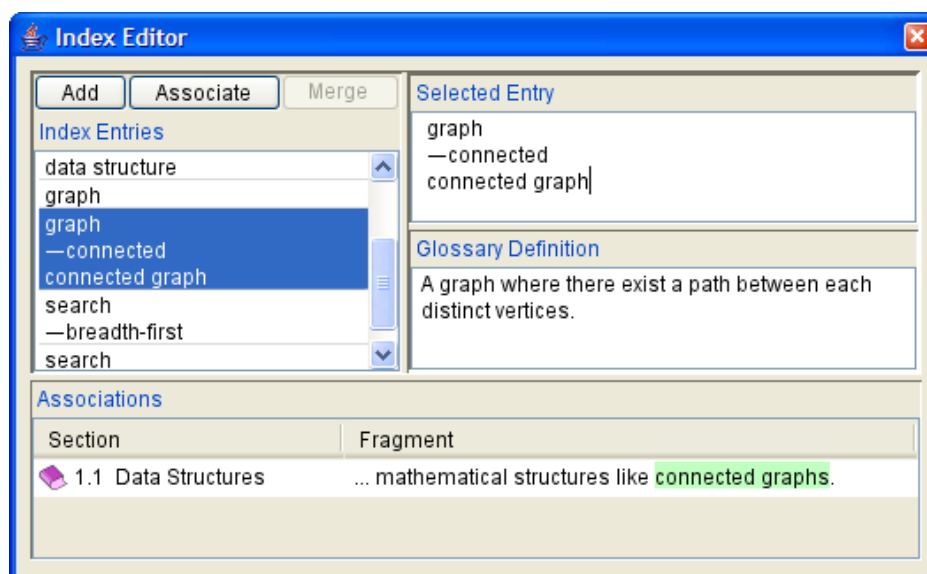 Index Editor
Add Associate Merge
Index Entries
data structure
graph
graph
—connected
connected graph
search
—breadth-first
search
Selected Entry
graph
—connected
connected graph
Glossary Definition
A graph where there exist a path between each
distinct vertices.
Associations
Section Fragment
1.1 Data Structures ... mathematical structures like connected graphs.